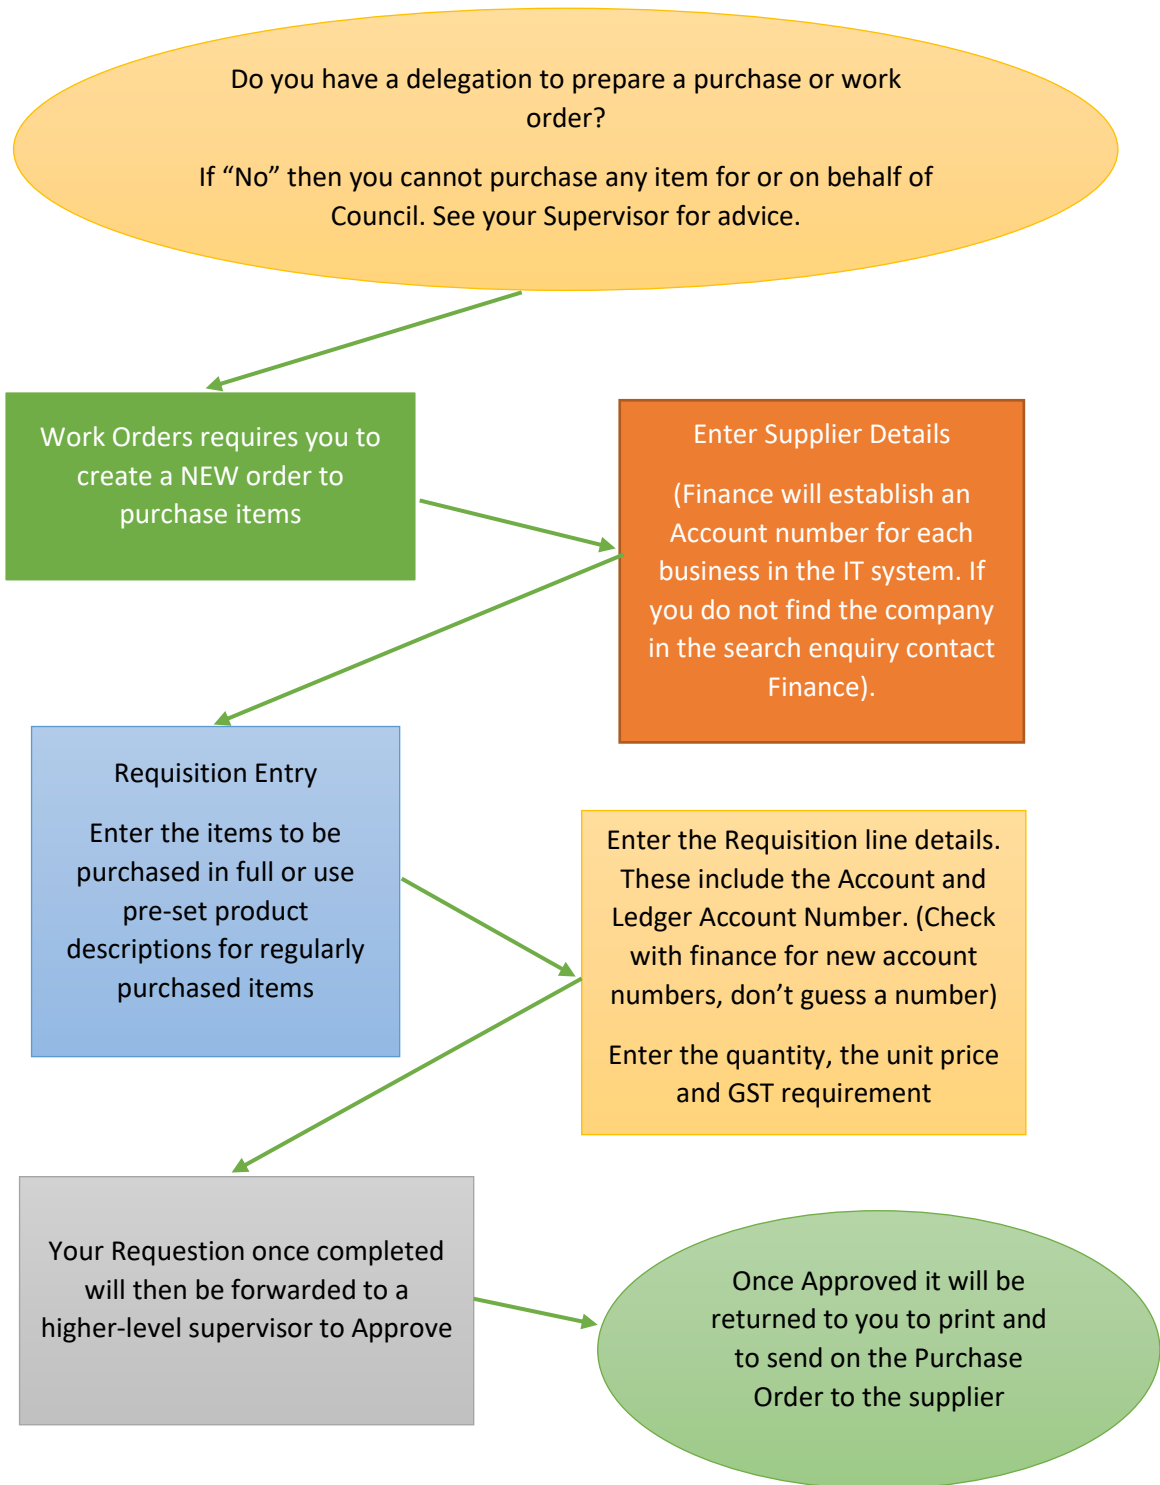 Do you have a delegation to prepare a purchase or work
order?
If “No” then you cannot purchase any item for or on behalf of
Council. See your Supervisor for advice.
Work Orders requires you to
create a NEW order to
purchase items
Enter Supplier Details
(Finance will establish an
Account number for each
business in the IT system. If
you do not find the company
in the search enquiry contact
Finance).
Requisition Entry
Enter the items to be
purchased in full or use
pre-set product
descriptions for regularly
purchased items
Enter the Requisition line details.
These include the Account and
Ledger Account Number. (Check
with finance for new account
numbers, don’t guess a number)
Enter the quantity, the unit price
and GST requirement
Your Requestion once completed
will then be forwarded to a
higher-level supervisor to Approve
Once Approved it will be
returned to you to print and
to send on the Purchase
Order to the supplier